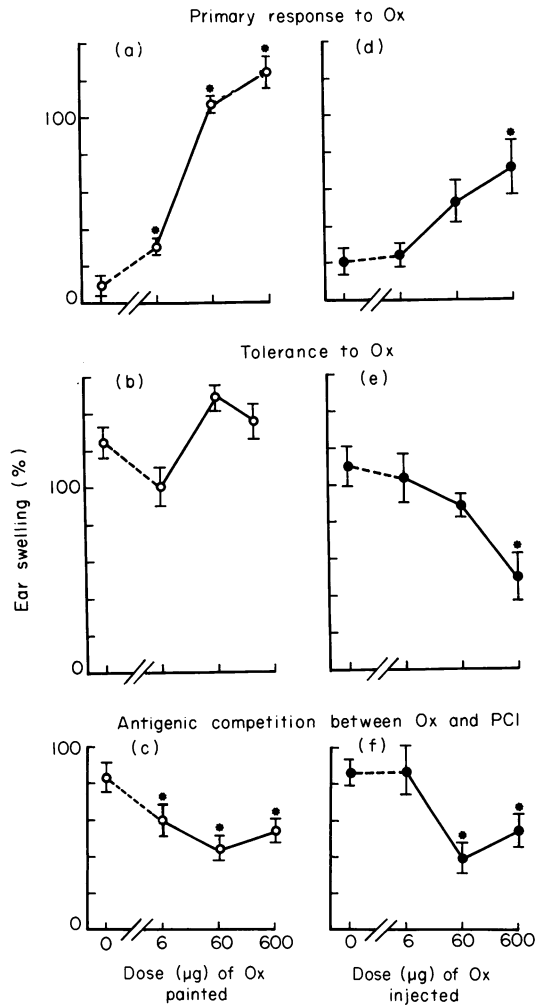 Primary response to Ox
(a)
(d)
100
0
Tolerance to Ox
(b)
(e)
100
0
Ear swelling (%)
Antigenic competition between Ox and PCl
(c)
(f)
100
0
0 6 60 600
0 6 60 600
Dose (μg) of Ox
painted
Dose (μg) of Ox
injected